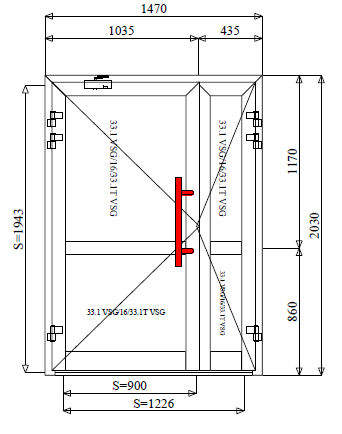 1470
1035
435
33.1 VSG/16/33.1T VSG
33.1 VSG/16/33.1T VSG
1170
2030
S=1943
33.1 VSG/16/33.1T VSG
33.1 VSG/16/33.1T VSG
860
S=900
S=1226